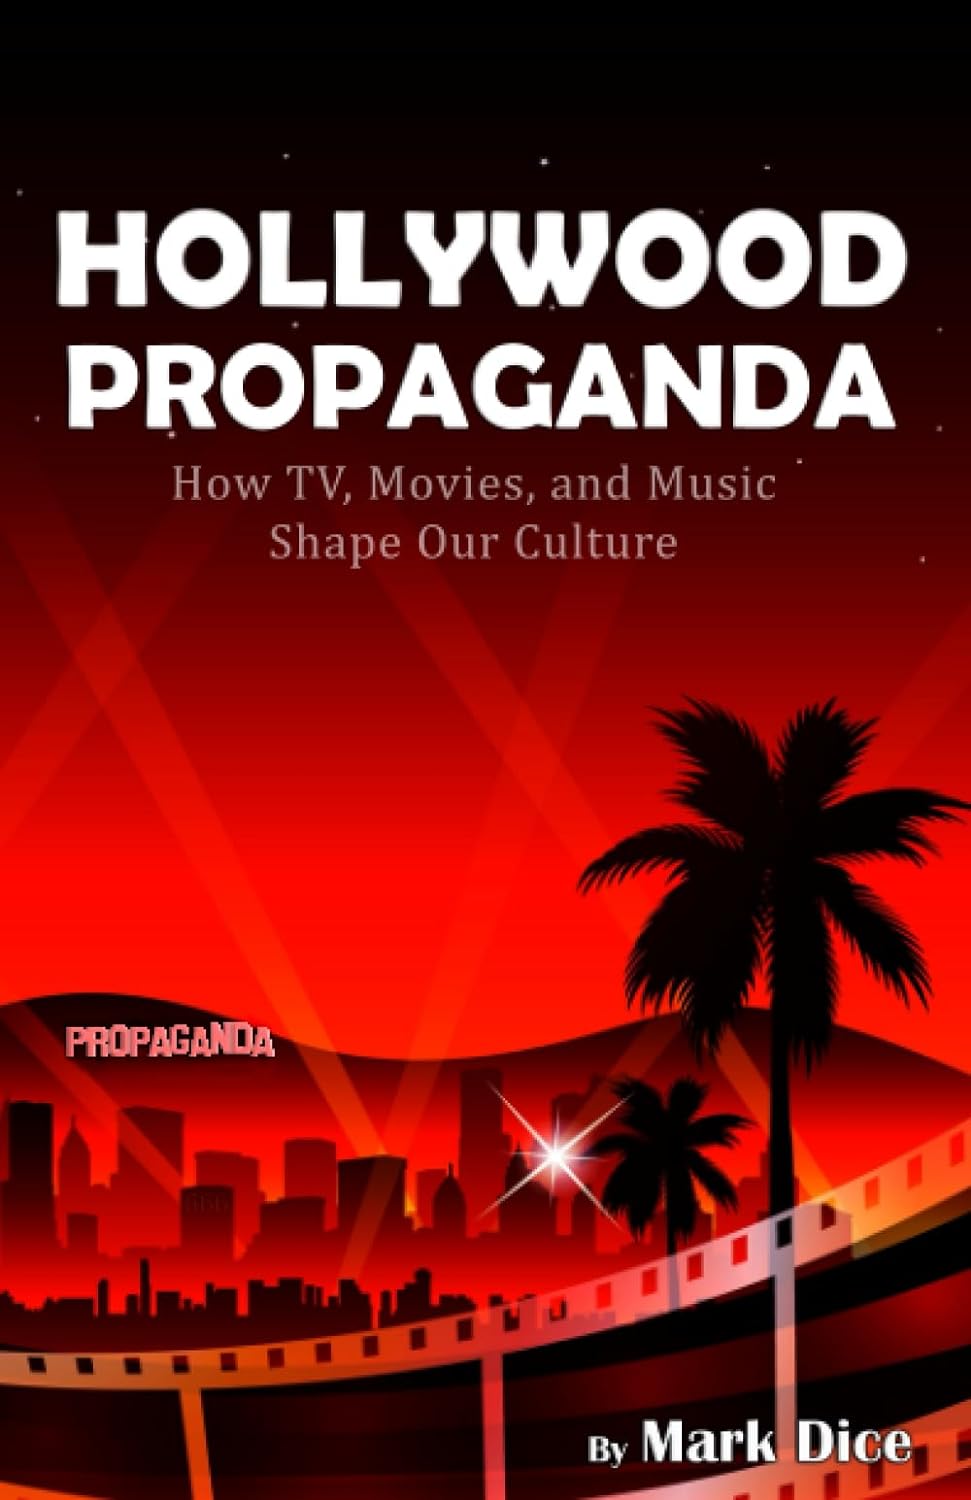 HOLLYWOOD
PROPAGANDA
How TV, Movies, and Music
Shape Our Culture
PROPAGANDA
By Mark Dice